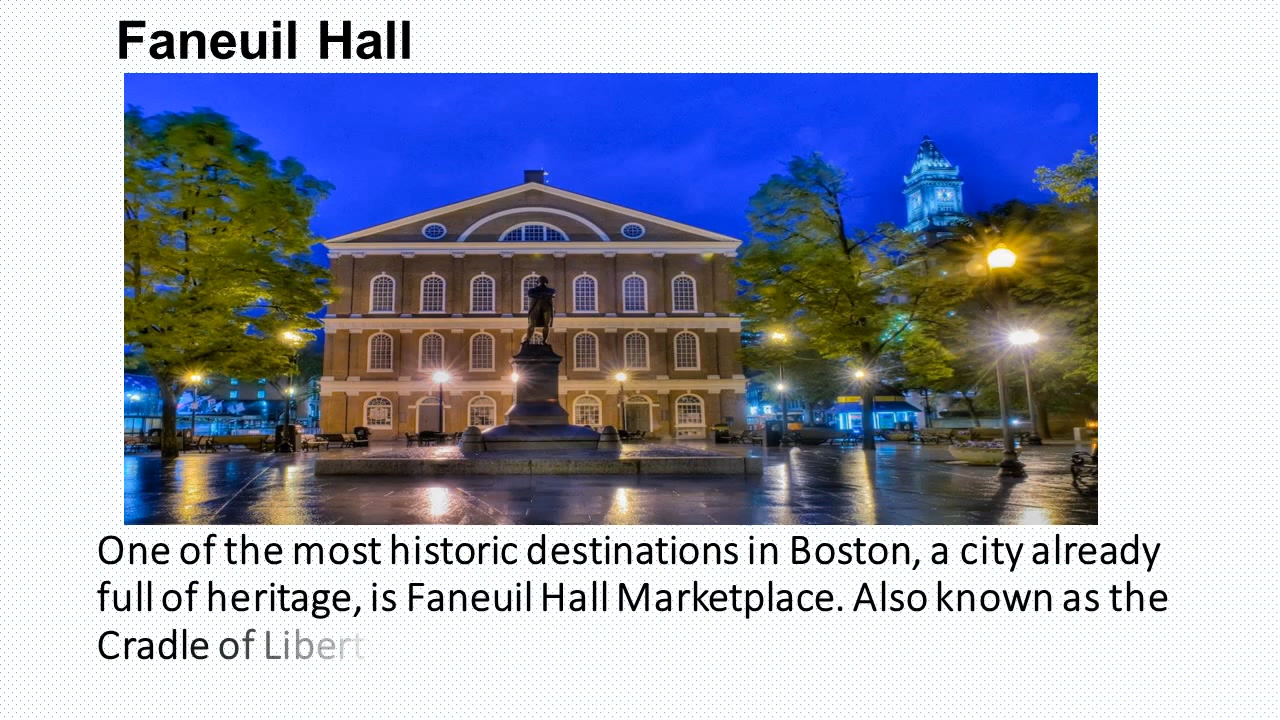 Faneuil Hall
One of the most historic destinations in Boston, a city already
full of heritage, is Faneuil Hall Marketplace. Also known as the
Cradle of Libert